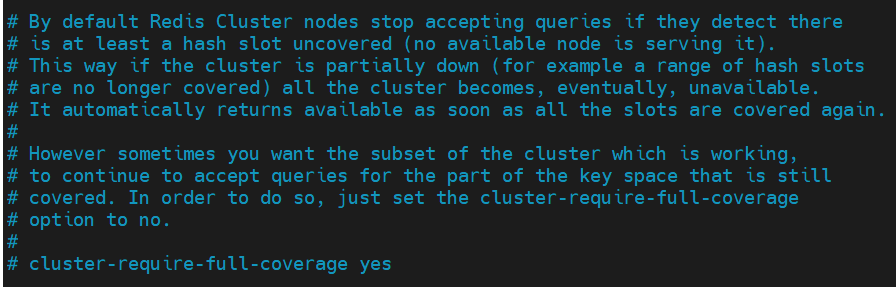 # By default Redis Cluster nodes stop accepting queries if they detect there
# is at least a hash slot uncovered (no available node is serving it).
# This way if the cluster is partially down (for example a range of hash slots
# are no longer covered) all the cluster becomes, eventually, unavailable.
# It automatically returns available as soon as all the slots are covered again.
#
# However sometimes you want the subset of the cluster which is working,
# to continue to accept queries for the part of the key space that is still
# covered. In order to do so, just set the cluster-require-full-coverage
# option to no.
#
# cluster-require-full-coverage yes